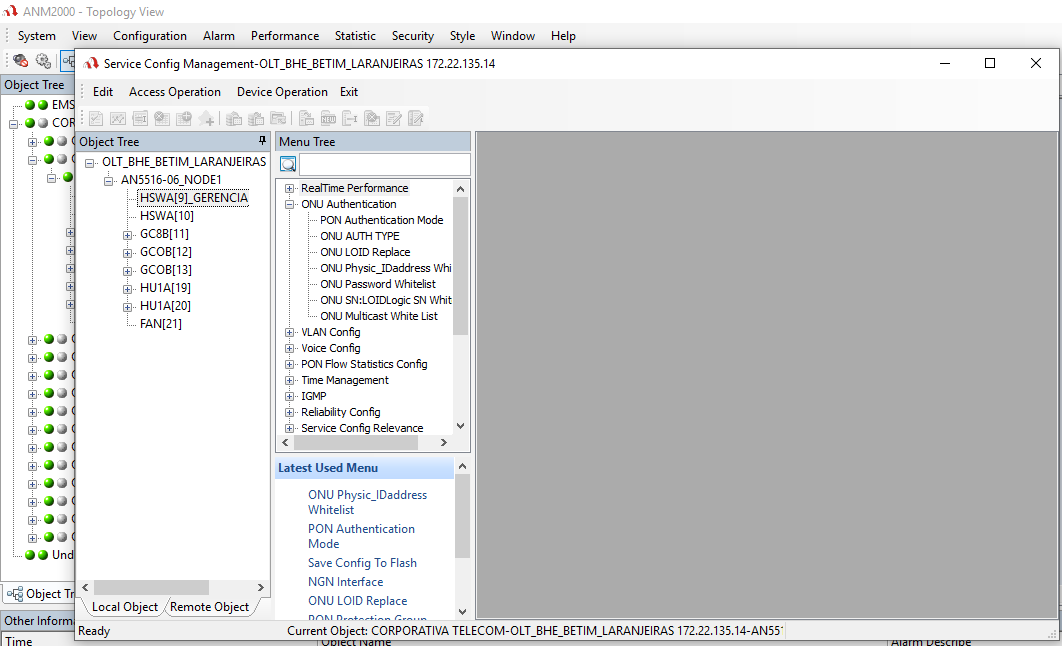 ANM2000 - Topology View
System View Configuration Alarm Performance Statistic Security Style Window Help
Object Tree
EMS
COR
Und
Object Tr
Other Inform
Time
Object Name
Alarm Describe
Service Config Management-OLT_BHE_BETIM_LARANJEIRAS 172.22.135.14
Edit Access Operation Device Operation Exit
Object Tree
OLT_BHE_BETIM_LARANJEIRAS
AN5516-06_NODE1
HSWA[9]_GERENCIA
HSWA[10]
GC8B[11]
GCOB[12]
GCOB[13]
HU1A[19]
HU1A[20]
FAN[21]
Local Object Remote Object
Menu Tree
RealTime Performance
ONU Authentication
PON Authentication Mode
ONU AUTH TYPE
ONU LOID Replace
ONU Physic_IDaddress Whi
ONU Password Whitelist
ONU SN:LOIDLogic SN Whit
ONU Multicast White List
VLAN Config
Voice Config
PON Flow Statistics Config
Time Management
IGMP
Reliability Config
Service Config Relevance
Latest Used Menu
ONU Physic_IDaddress
Whitelist
PON Authentication
Mode
Save Config To Flash
NGN Interface
ONU LOID Replace
PON Protection Group
Ready
Current Object: CORPORATIVA TELECOM-OLT_BHE_BETIM_LARANJEIRAS 172.22.135.14-AN551